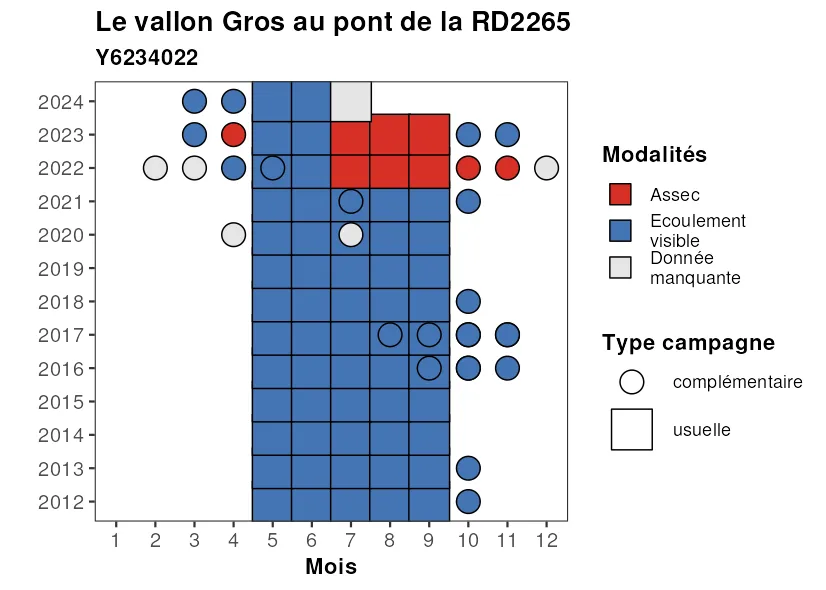 Le vallon Gros au pont de la RD2265
Y6234022
2024
2023
2022
2021
2020
2019
2018
2017
2016
2015
2014
2013
2012
1 2 3 4 5 6 7 8 9 10 11 12
Mois
Modalités
Assec
Ecoulement
visible
Donnée
manquante
Type campagne
complémentaire
usuelle